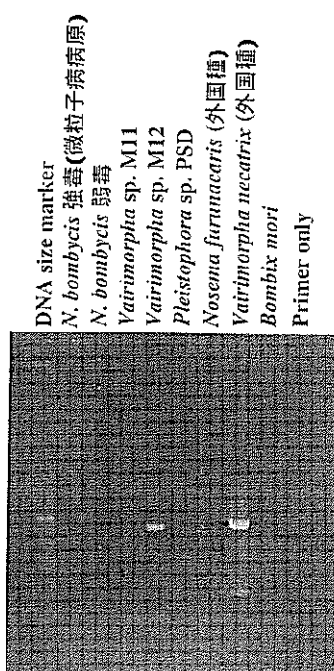 DNA size marker
N. bombycis 強毒(微粒子病病原)
N. bombycis 弱毒
Vairimorpha sp. M11
Vairimorpha sp. M12
Pleistophora sp. PSD
Nosema furunacaris (外国種)
Vairimorpha necatrix (外国種)
Bombix mori
Primer only